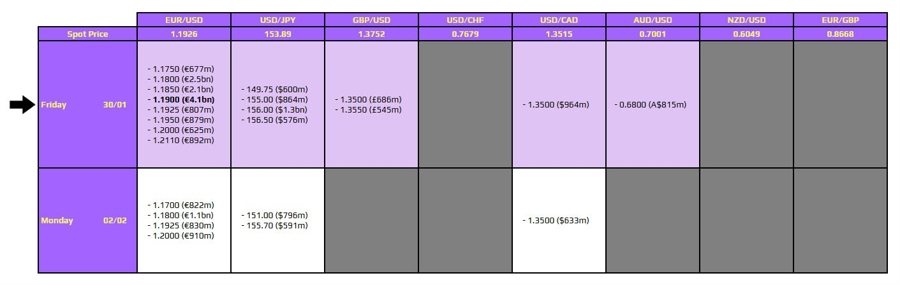 EUR/USD USD/JPY GBP/USD USD/CHF USD/CAD AUD/USD NZD/USD EUR/GBP
Spot Price 1.1926 153.89 1.3752 0.7679 1.3515 0.7001 0.6049 0.8668
Friday 30/01
- 1.1750 (€677m)
- 1.1800 (€2.5bn)
- 1.1850 (€2.1bn)
- 1.1900 (€4.1bn)
- 1.1925 (€807m)
- 1.1950 (€879m)
- 1.2000 (€625m)
- 1.2110 (€892m)
- 149.75 ($600m)
- 155.00 ($864m)
- 156.00 ($1.3bn)
- 156.50 ($576m)
- 1.3500 (£686m)
- 1.3550 (£545m)
- 1.3500 ($964m)
- 0.6800 (A$815m)
Monday 02/02
- 1.1700 (€822m)
- 1.1800 (€1.1bn)
- 1.1925 (€830m)
- 1.2000 (€910m)
- 151.00 ($796m)
- 155.70 ($591m)
- 1.3500 ($633m)